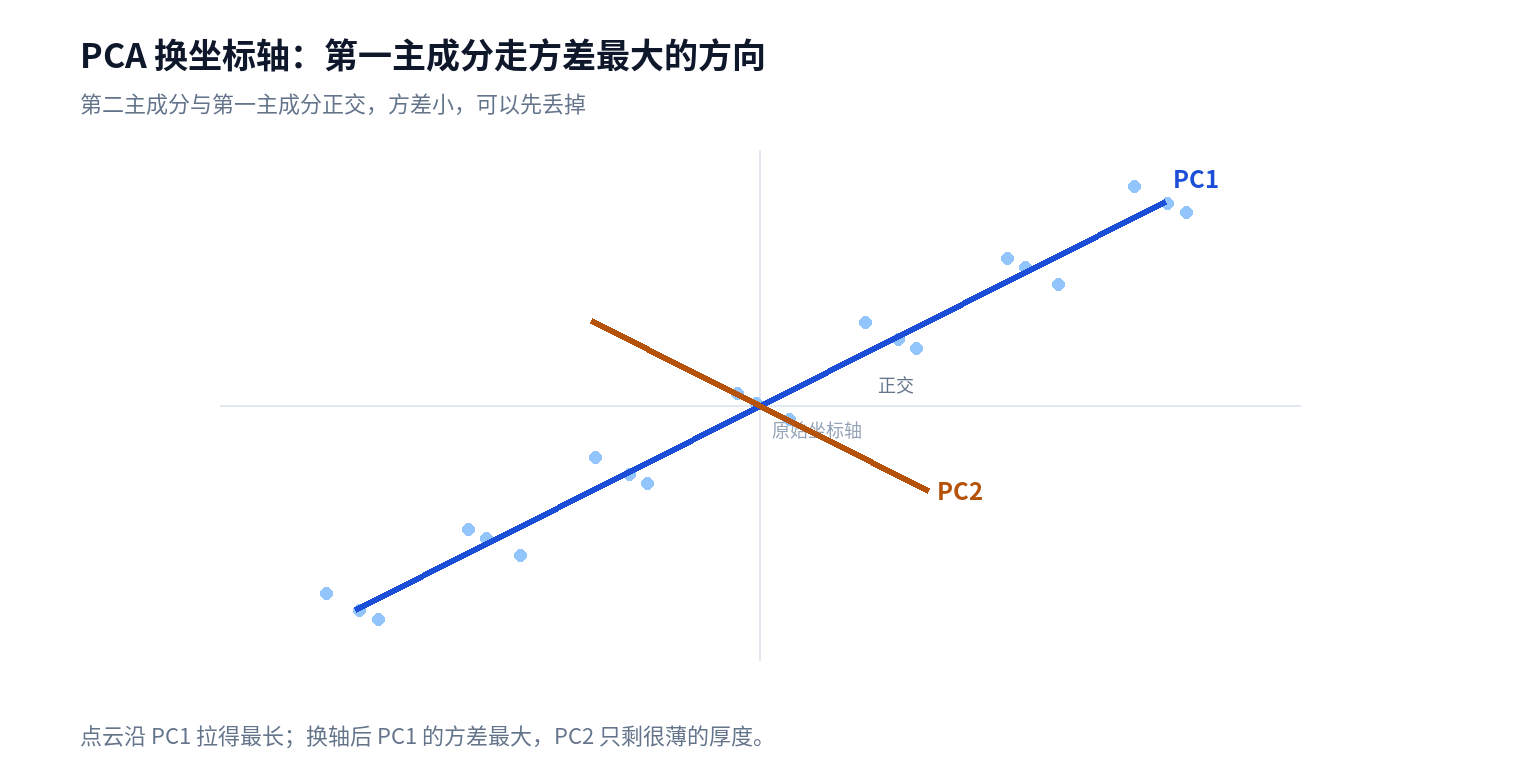 PCA 换坐标轴：第一主成分走方差最大的方向
第二主成分与第一主成分正交，方差小，可以先丢掉
PC1
正交
原始坐标轴
PC2
点云沿 PC1 拉得最长；换轴后 PC1 的方差最大，PC2 只剩很薄的厚度。